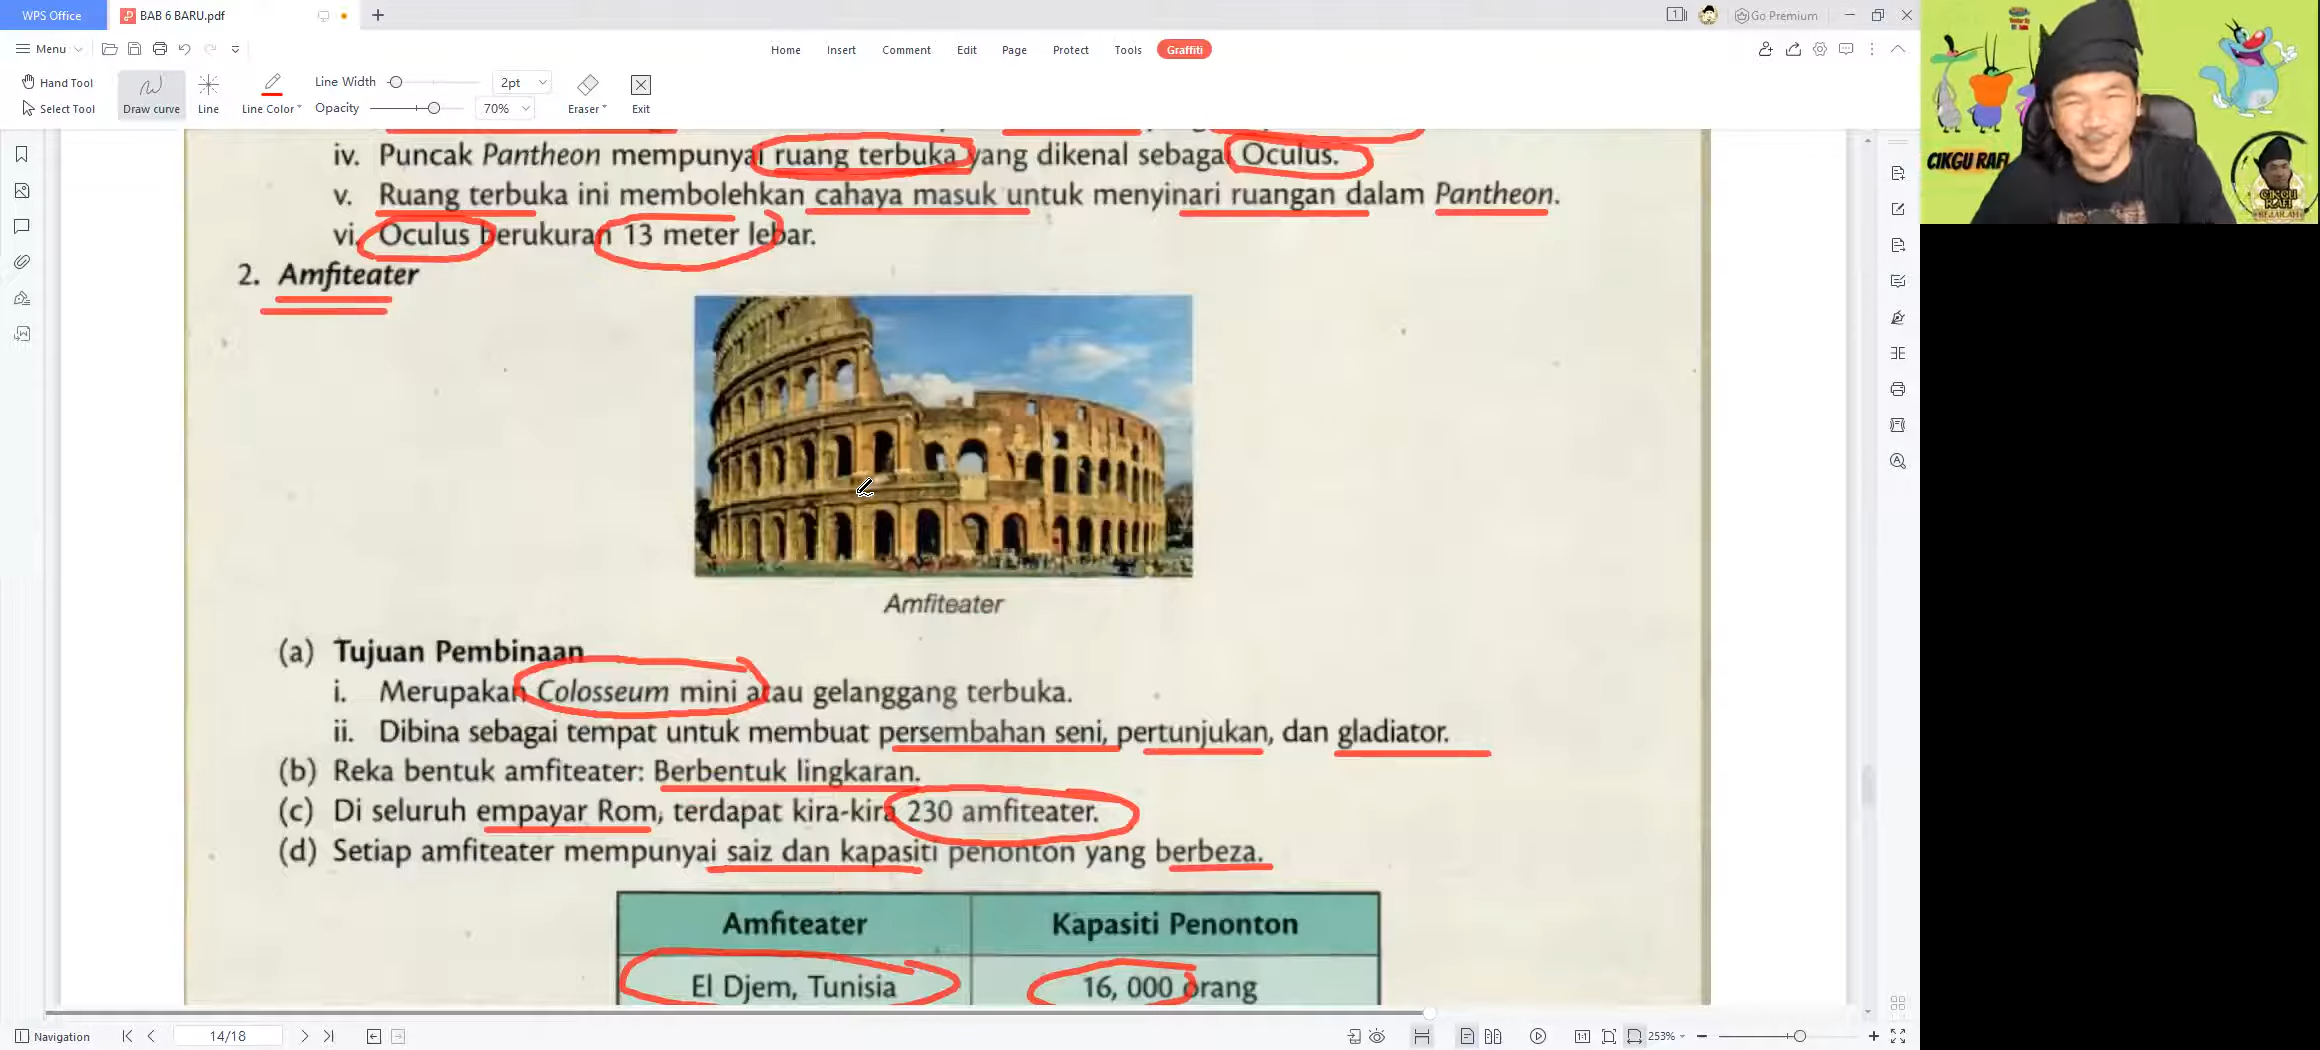 WPS Office
BAB 6 BARU.pdf
1
Go Premium
Menu
Home Insert Comment Edit Page Protect Tools Graffiti
Hand Tool
Select Tool
Draw curve
Line
Line Color
Line Width 2pt
Opacity 70%
Eraser
Exit
CIKGU RAFI
CIKGU
RAFI
SEJARAH
iv. Puncak Pantheon mempunyai ruang terbuka yang dikenal sebagai Oculus.
v. Ruang terbuka ini membolehkan cahaya masuk untuk menyinari ruangan dalam Pantheon.
vi. Oculus berukuran 13 meter lebar.
2. Amfiteater
Amfiteater
(a) Tujuan Pembinaan
i. Merupakan Colosseum mini atau gelanggang terbuka.
ii. Dibina sebagai tempat untuk membuat persembahan seni, pertunjukan, dan gladiator.
(b) Reka bentuk amfiteater: Berbentuk lingkaran.
(c) Di seluruh empayar Rom, terdapat kira-kira 230 amfiteater.
(d) Setiap amfiteater mempunyai saiz dan kapasiti penonton yang berbeza.
Amfiteater Kapasiti Penonton
El Djem, Tunisia 16, 000 orang
Navigation
14/18
1:1
253%